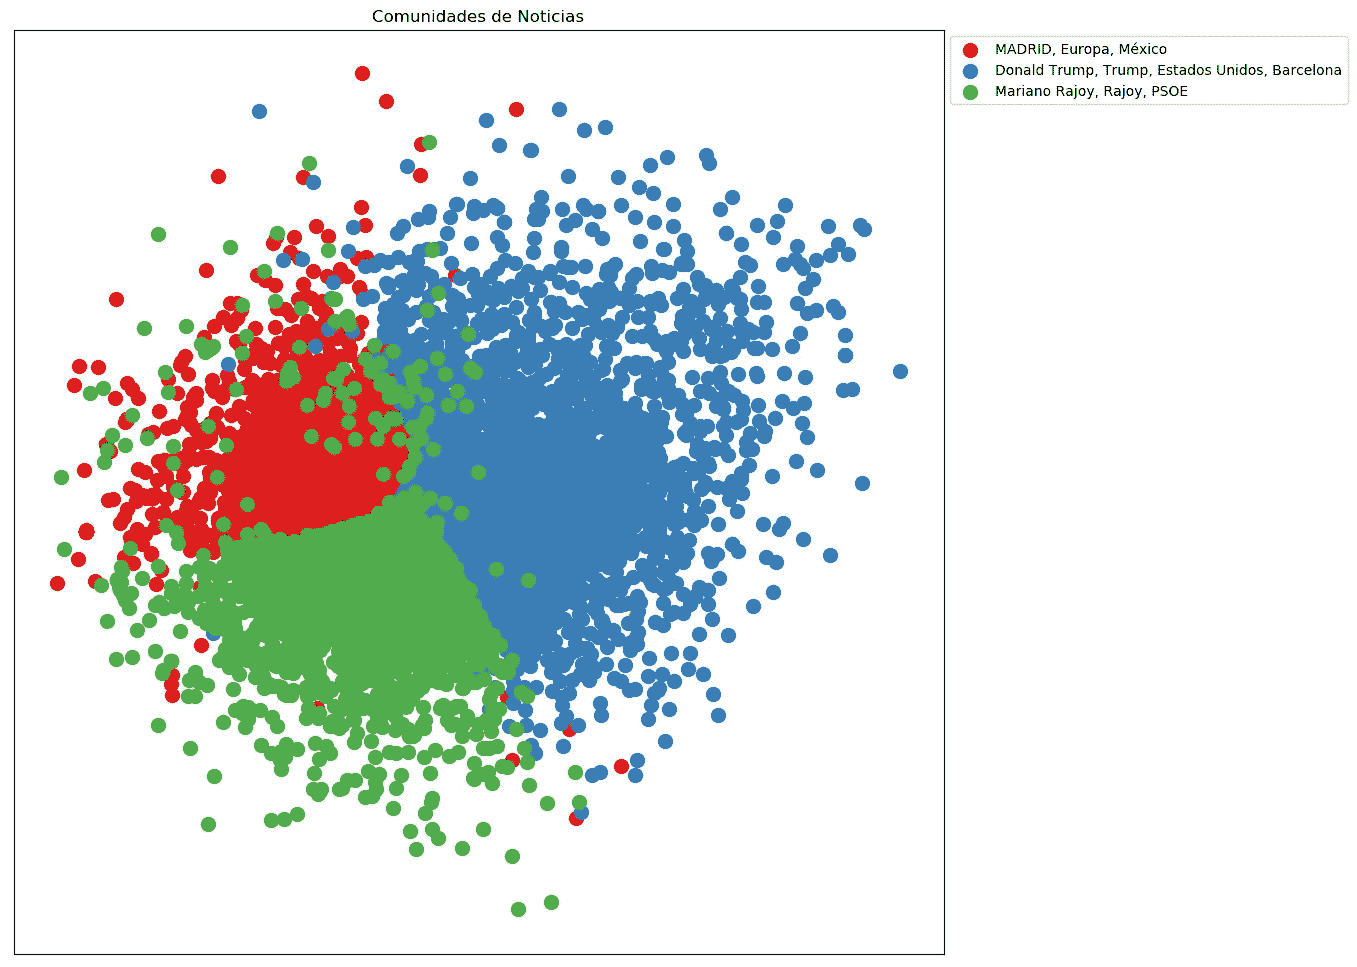 Comunidades de Noticias
MADRID, Europa, México
Donald Trump, Trump, Estados Unidos, Barcelona
Mariano Rajoy, Rajoy, PSOE